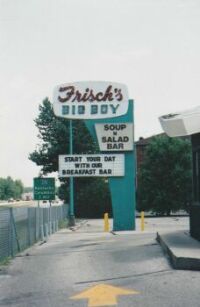 Frisch's
BIG BOY
SOUP
'N
SALAD
BAR
START YOUR DAY
WITH OUR
BREAKFAST BAR